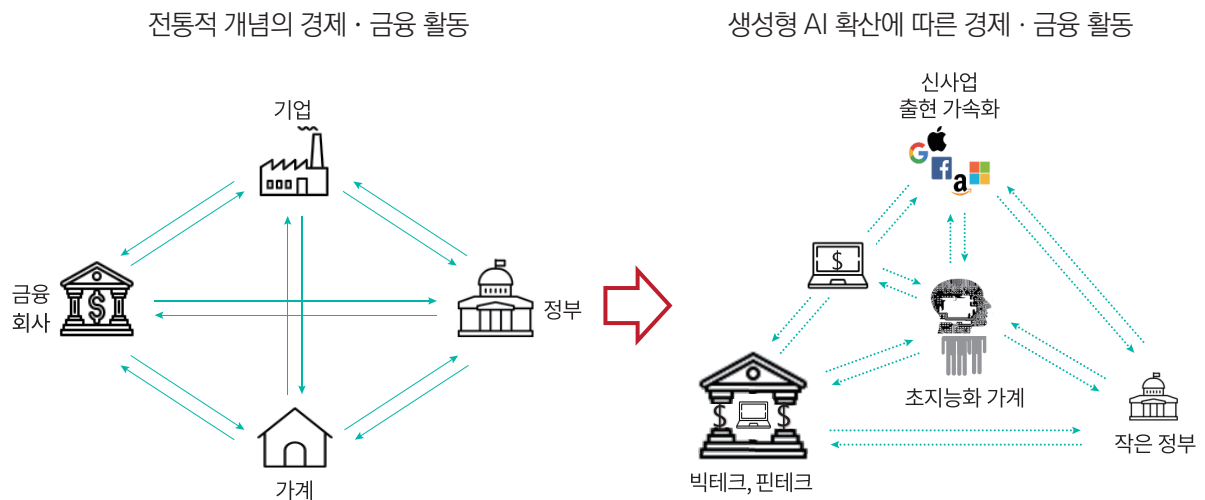 전통적 개념의 경제 · 금융 활동
기업
금융
회사
정부
가계
생성형 AI 확산에 따른 경제 · 금융 활동
신사업
출현 가속화
G
f
a
$
초지능화 가계
$ $
빅테크, 핀테크
작은 정부